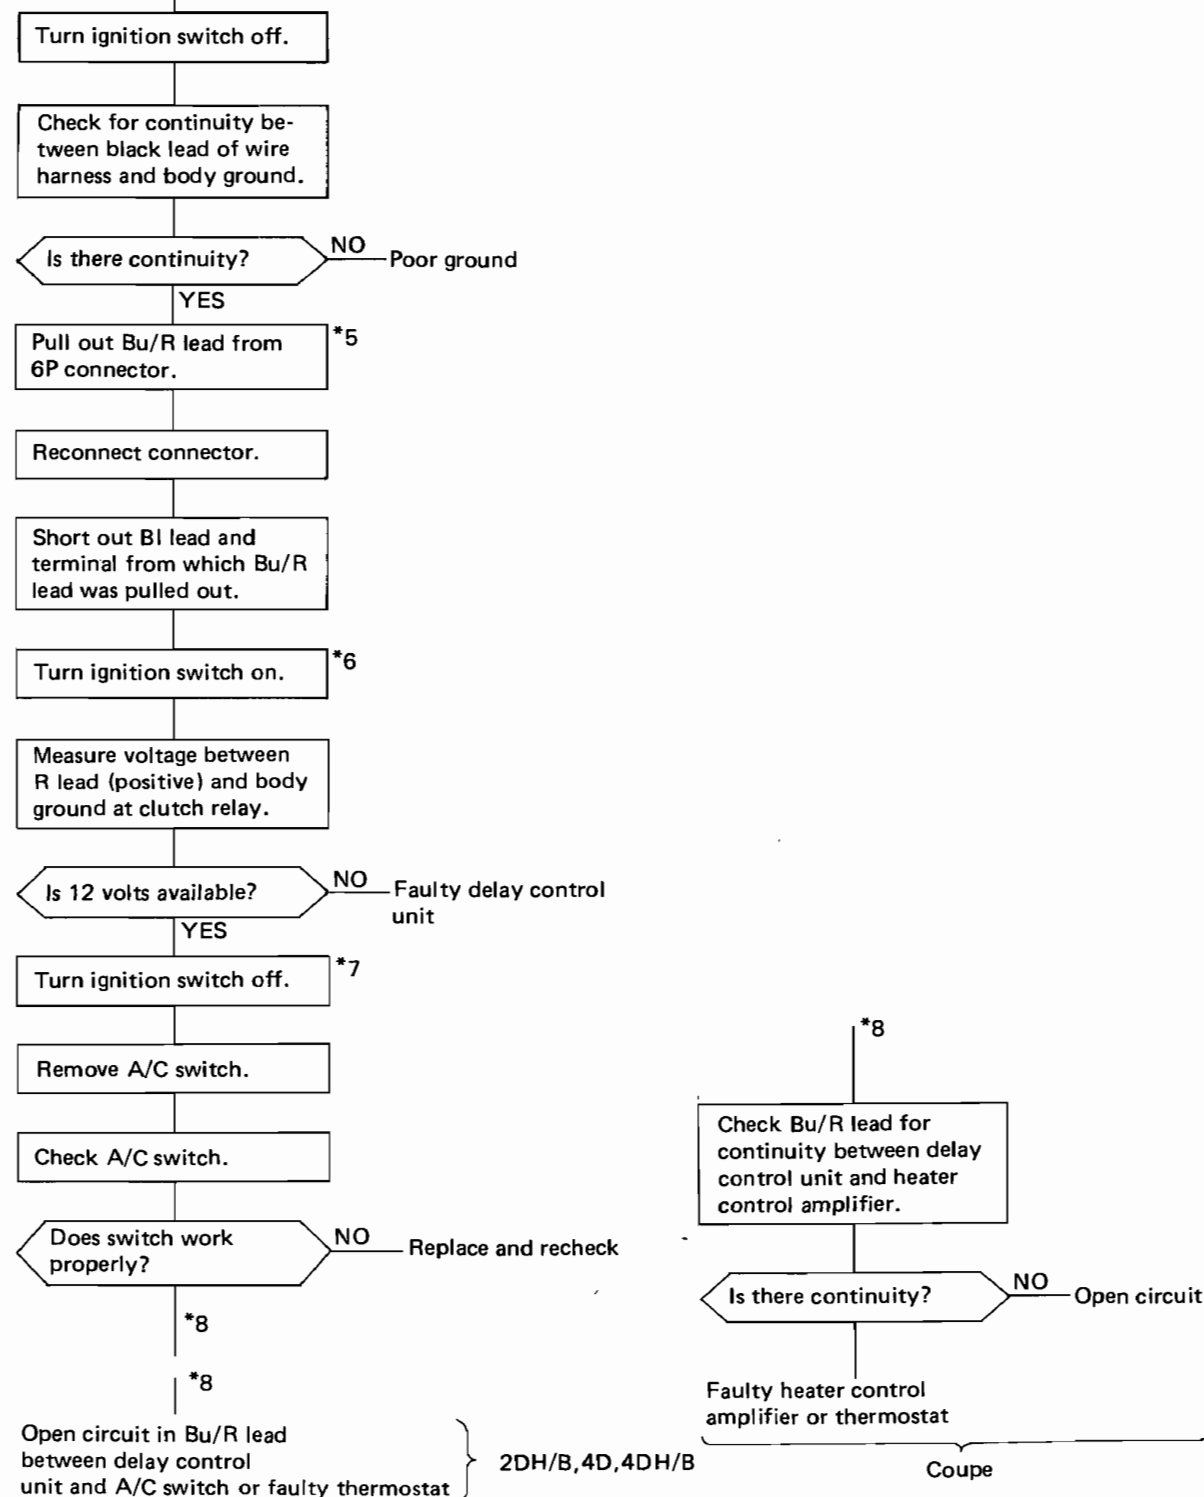 Turn ignition switch off.
Check for continuity be-
tween black lead of wire
harness and body ground.
Is there continuity?
NO
Poor ground
YES
Pull out Bu/R lead from
6P connector.
*5
Reconnect connector.
Short out Bl lead and
terminal from which Bu/R
lead was pulled out.
Turn ignition switch on.
*6
Measure voltage between
R lead (positive) and body
ground at clutch relay.
Is 12 volts available?
NO
Faulty delay control
unit
YES
Turn ignition switch off.
*7
Remove A/C switch.
Check A/C switch.
Does switch work
properly?
NO
Replace and recheck
*8
*8
Open circuit in Bu/R lead
between delay control
unit and A/C switch or faulty thermostat
2DH/B,4D,4DH/B
*8
Check Bu/R lead for
continuity between delay
control unit and heater
control amplifier.
Is there continuity?
NO
Open circuit
Faulty heater control
amplifier or thermostat
Coupe